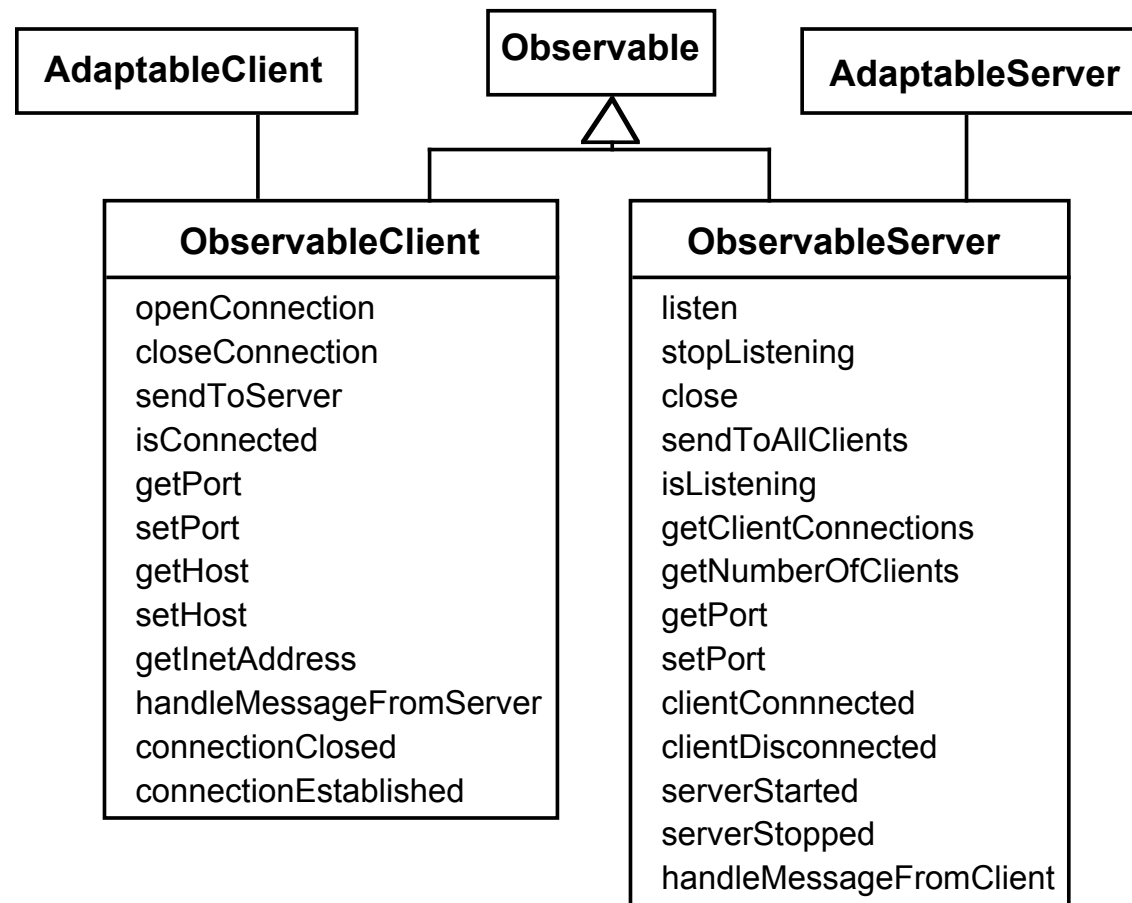 AdaptableClient
Observable
AdaptableServer
ObservableClient
openConnection
closeConnection
sendToServer
isConnected
getPort
setPort
getHost
setHost
getInetAddress
handleMessageFromServer
connectionClosed
connectionEstablished
ObservableServer
listen
stopListening
close
sendToAllClients
isListening
getClientConnections
getNumberOfClients
getPort
setPort
clientConnnected
clientDisconnected
serverStarted
serverStopped
handleMessageFromClient